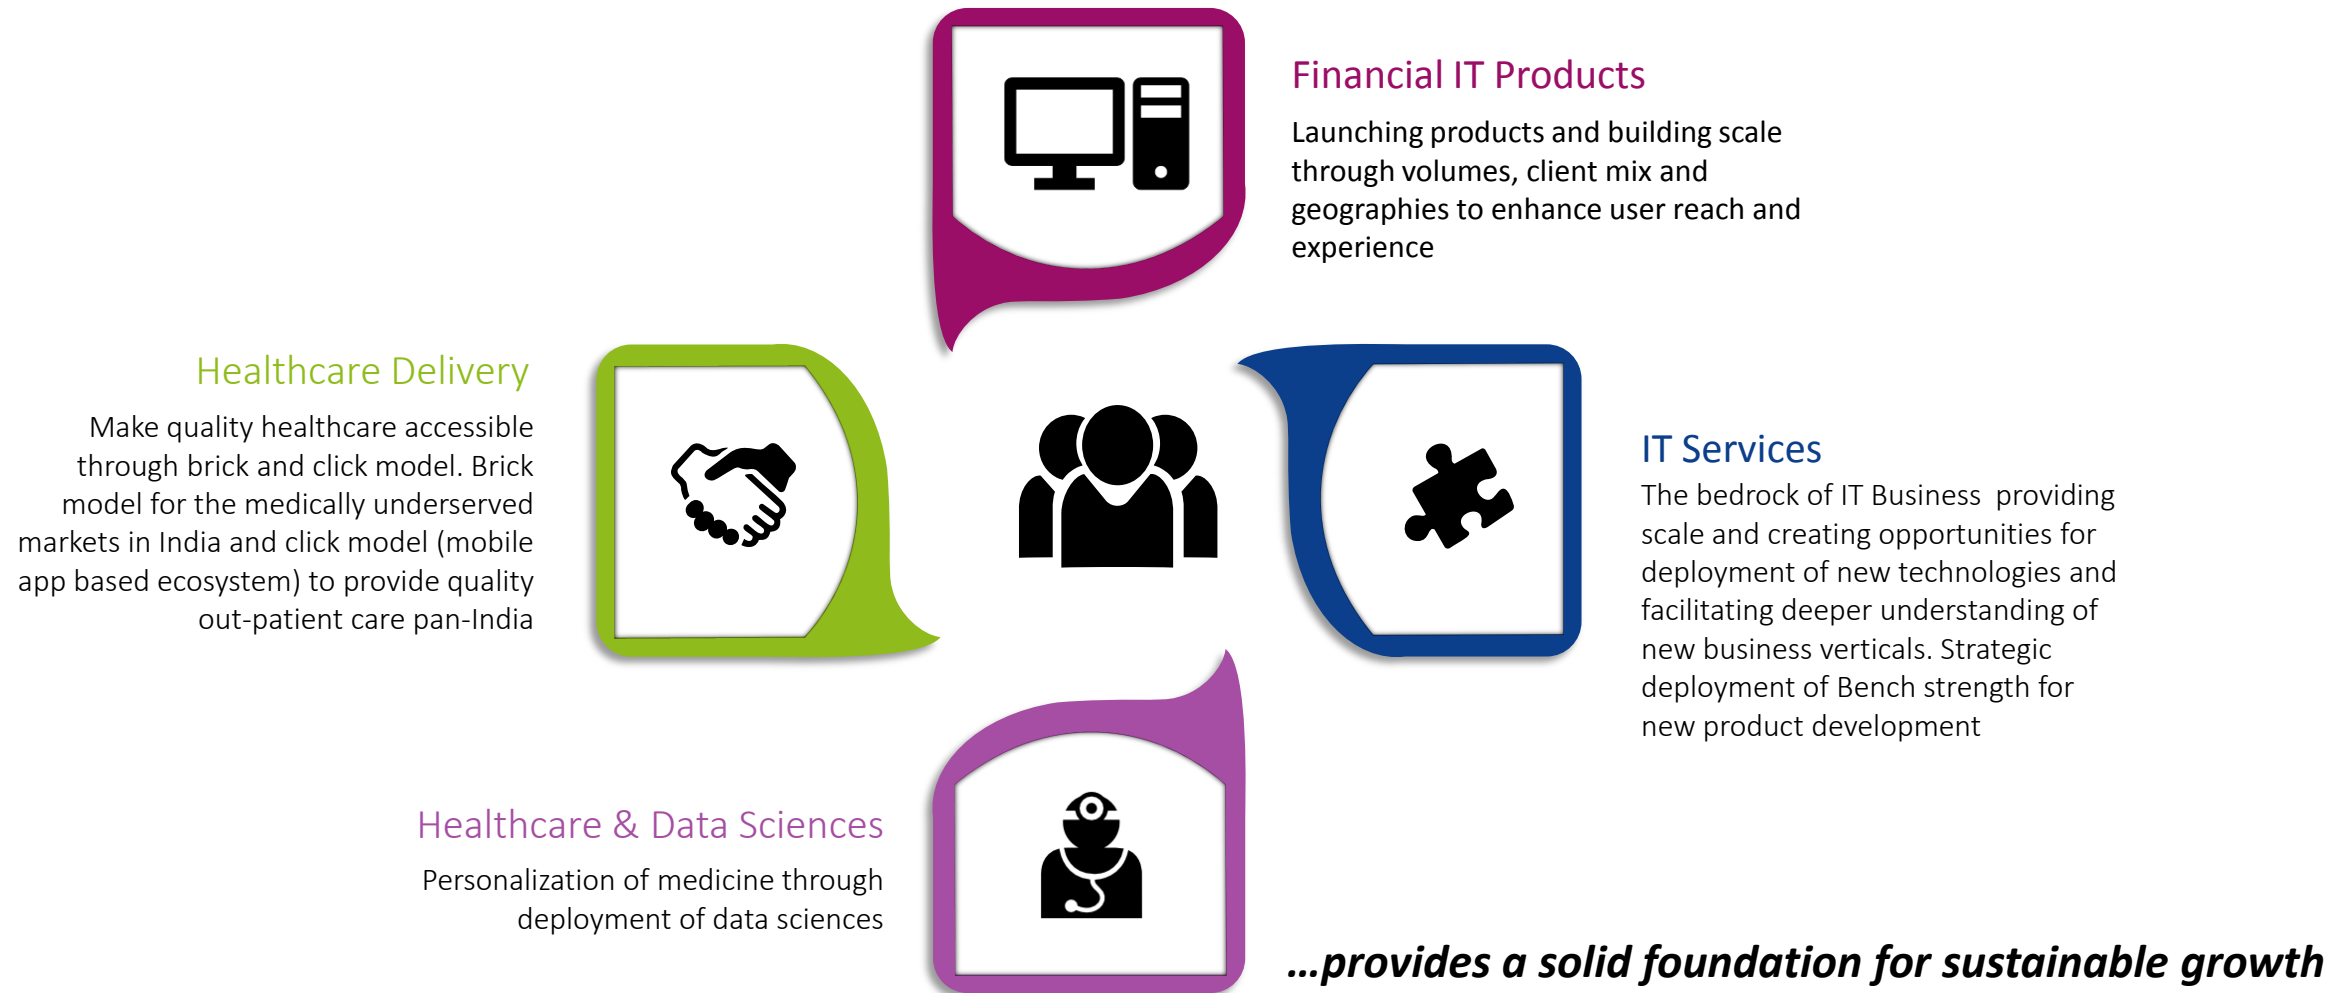 Financial IT Products
Launching products and building scale
through volumes, client mix and
geographies to enhance user reach and
experience
Healthcare Delivery
Make quality healthcare accessible
through brick and click model. Brick
model for the medically underserved
markets in India and click model (mobile
app based ecosystem) to provide quality
out-patient care pan-India
IT Services
The bedrock of IT Business  providing
scale and creating opportunities for
deployment of new technologies and
facilitating deeper understanding of
new business verticals. Strategic
deployment of Bench strength for
new product development
Healthcare & Data Sciences
Personalization of medicine through
deployment of data sciences
…provides a solid foundation for sustainable growth